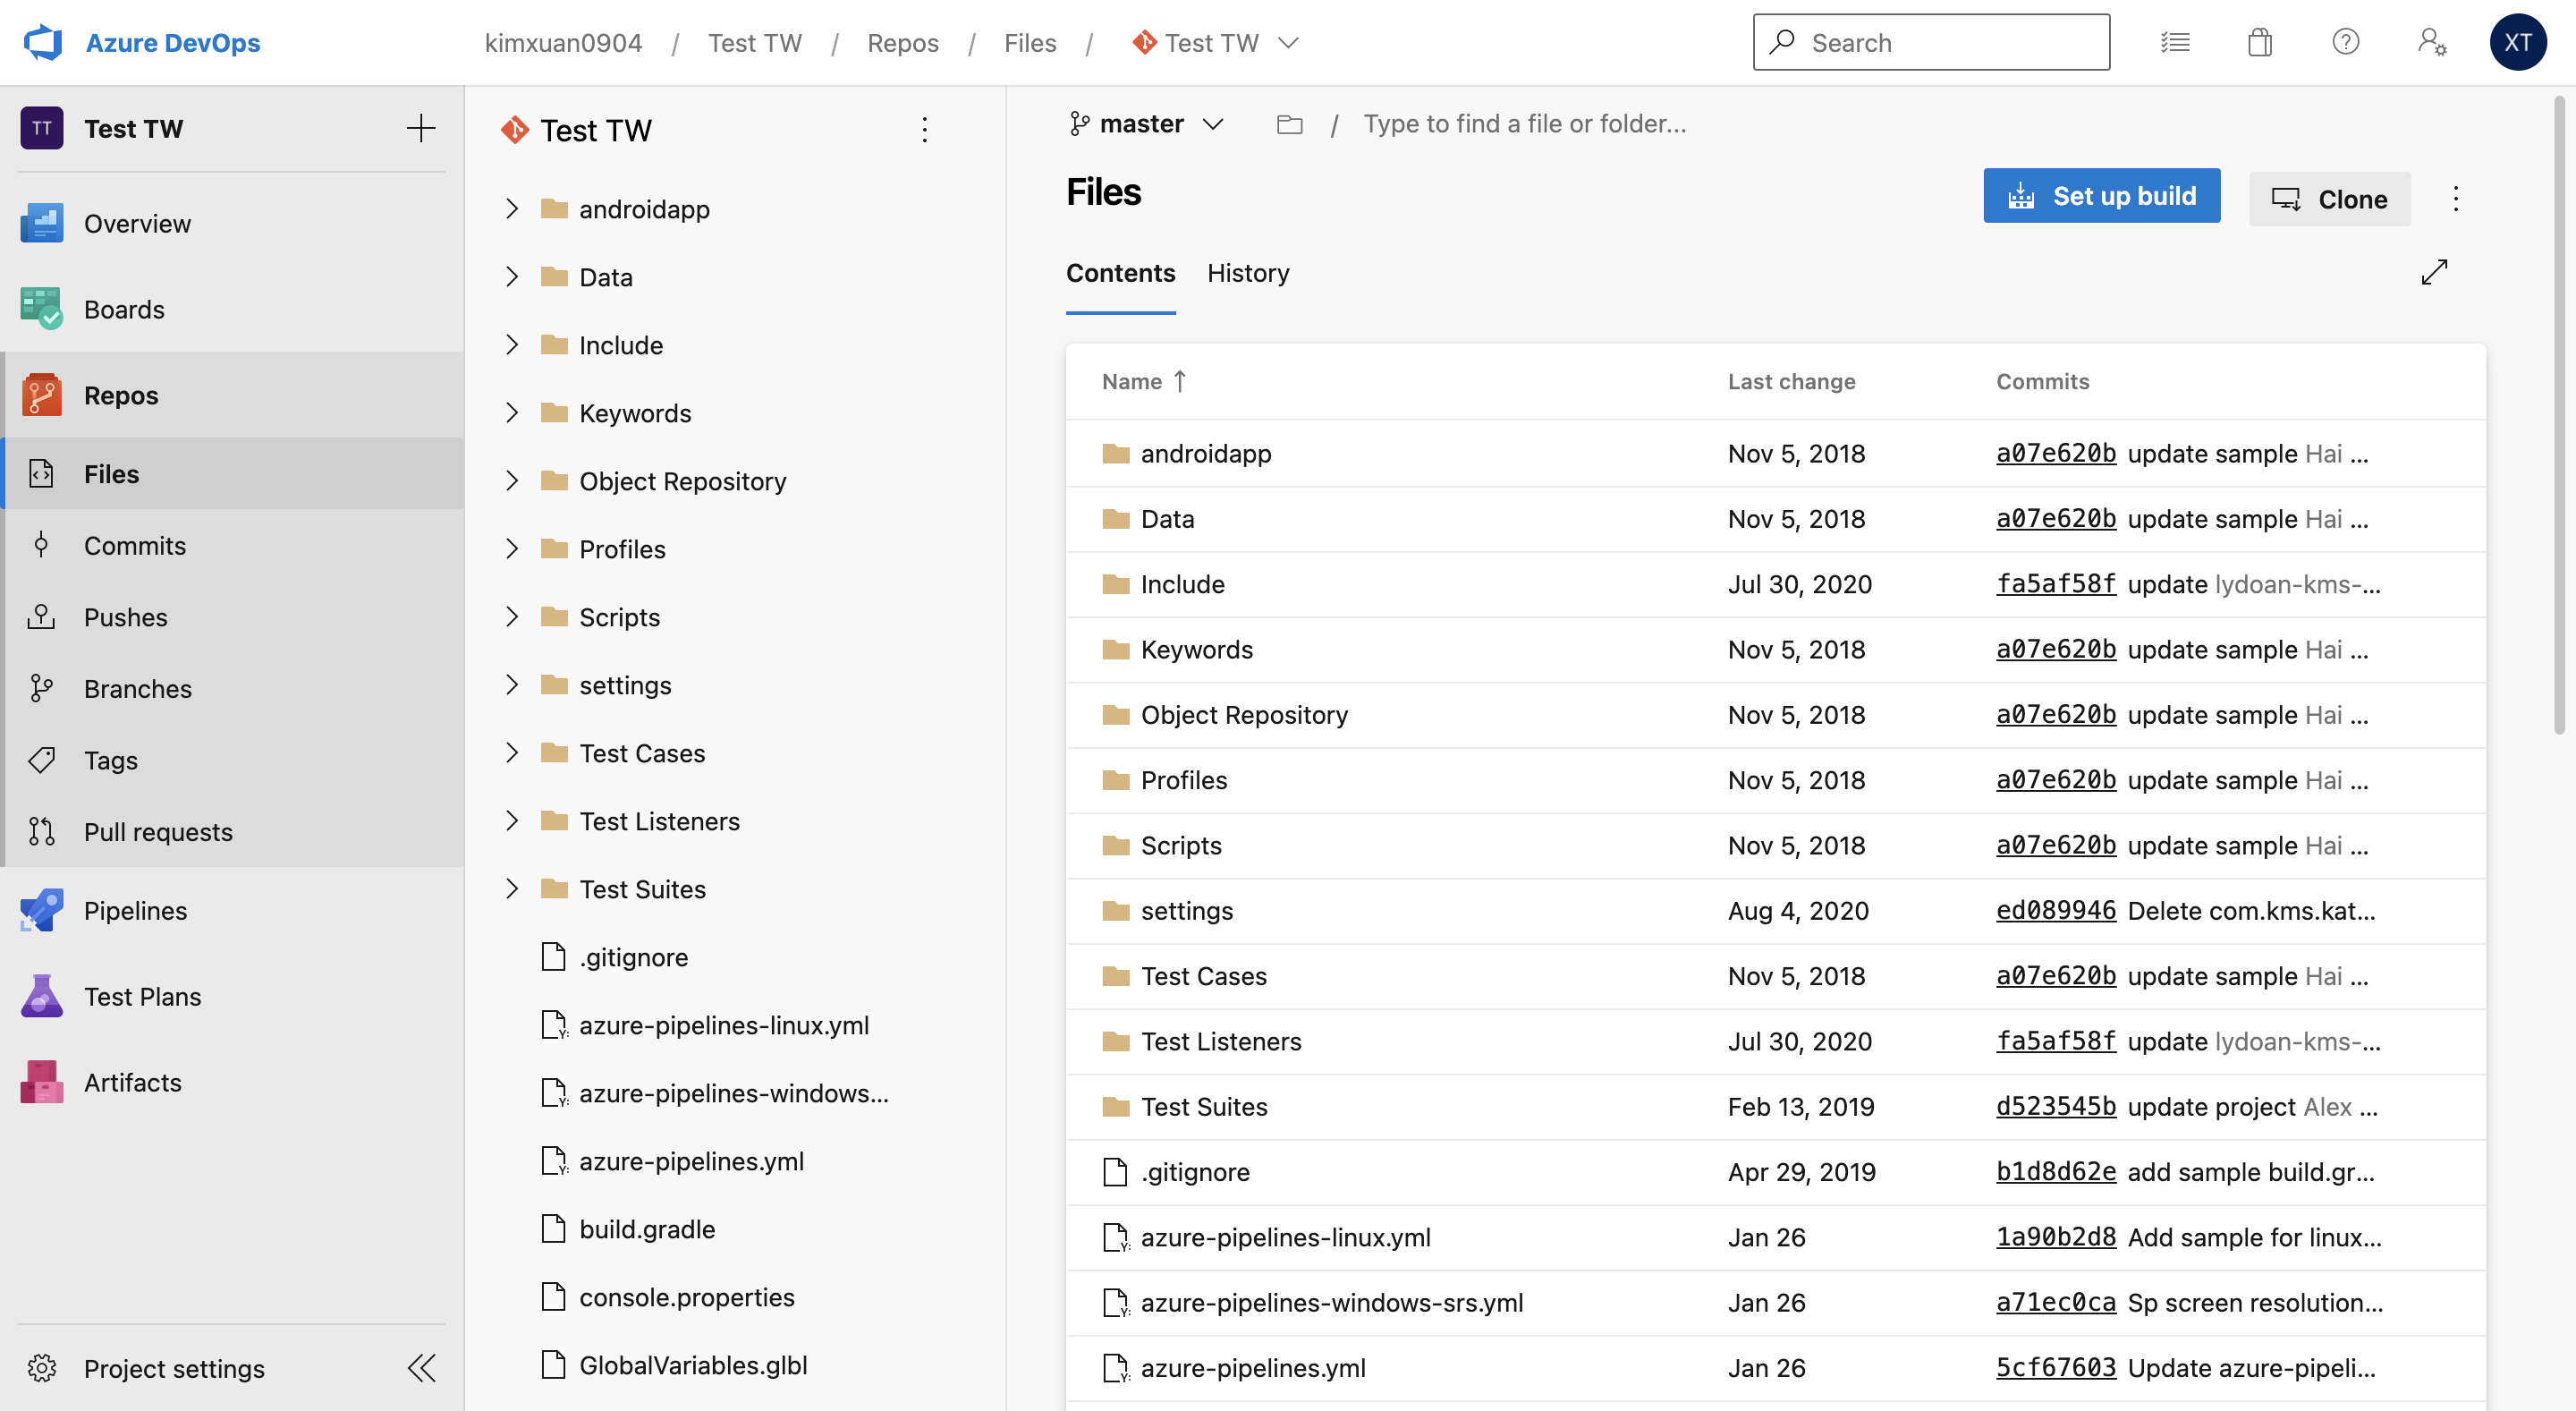 Azure DevOps
kimxuan0904 / Test TW / Repos / Files / Test TW
Search
XT
TT Test TW
Overview
Boards
Repos
Files
Commits
Pushes
Branches
Tags
Pull requests
Pipelines
Test Plans
Artifacts
Project settings
Test TW
androidapp
Data
Include
Keywords
Object Repository
Profiles
Scripts
settings
Test Cases
Test Listeners
Test Suites
.gitignore
azure-pipelines-linux.yml
azure-pipelines-windows...
azure-pipelines.yml
build.gradle
console.properties
GlobalVariables.glbl
master / Type to find a file or folder...
Files
Set up build
Clone
Contents History
Name Last change Commits
androidapp Nov 5, 2018 a07e620b update sample Hai ...
Data Nov 5, 2018 a07e620b update sample Hai ...
Include Jul 30, 2020 fa5af58f update lydoan-kms-...
Keywords Nov 5, 2018 a07e620b update sample Hai ...
Object Repository Nov 5, 2018 a07e620b update sample Hai ...
Profiles Nov 5, 2018 a07e620b update sample Hai ...
Scripts Nov 5, 2018 a07e620b update sample Hai ...
settings Aug 4, 2020 ed089946 Delete com.kms.kat...
Test Cases Nov 5, 2018 a07e620b update sample Hai ...
Test Listeners Jul 30, 2020 fa5af58f update lydoan-kms-...
Test Suites Feb 13, 2019 d523545b update project Alex ...
.gitignore Apr 29, 2019 b1d8d62e add sample build.gr...
azure-pipelines-linux.yml Jan 26 1a90b2d8 Add sample for linux...
azure-pipelines-windows-srs.yml Jan 26 a71ec0ca Sp screen resolution...
azure-pipelines.yml Jan 26 5cf67603 Update azure-pipeli...